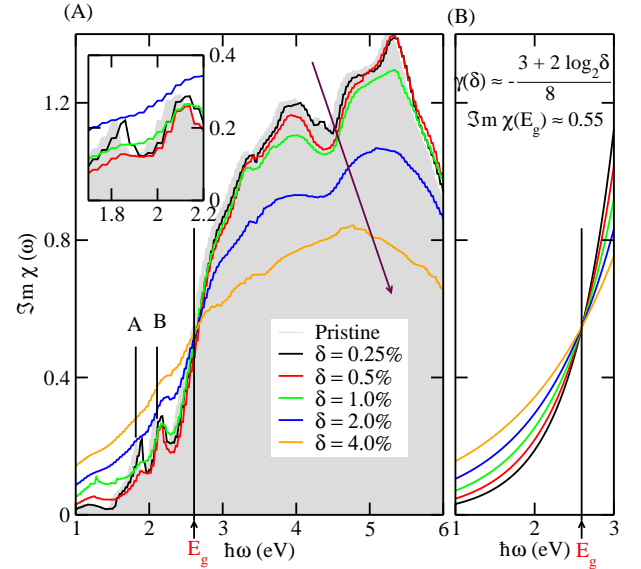 (A)
(B)
0.4
0.2
0
1.8
2
2.2
γ(δ) ≈ - (3 + 2 log₂δ)/8
ℑm χ(E_g) ≈ 0.55
1.2
0.8
0.4
0
ℑm χ (ω)
A
B
Pristine
δ = 0.25%
δ = 0.5%
δ = 1.0%
δ = 2.0%
δ = 4.0%
1 2 3 4 5 6
E_g
ħω (eV)
1 2 3
ħω (eV)
E_g